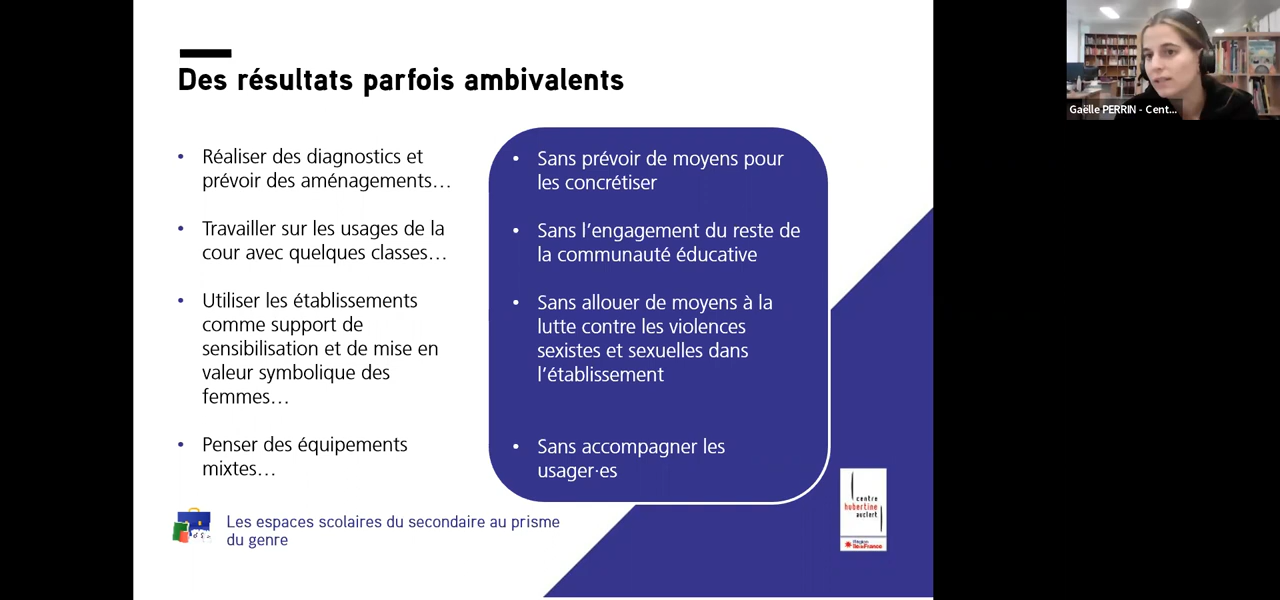 Des résultats parfois ambivalents
• Réaliser des diagnostics et
prévoir des aménagements…
• Travailler sur les usages de la
cour avec quelques classes…
• Utiliser les établissements
comme support de
sensibilisation et de mise en
valeur symbolique des
femmes…
• Penser des équipements
mixtes…
• Sans prévoir de moyens pour
les concrétiser
• Sans l’engagement du reste de
la communauté éducative
• Sans allouer de moyens à la
lutte contre les violences
sexistes et sexuelles dans
l’établissement
• Sans accompagner les
usager·es
Les espaces scolaires du secondaire au prisme
du genre
centre
hubertine
auclert
Région
îledeFrance
Gaëlle PERRIN - Cent...